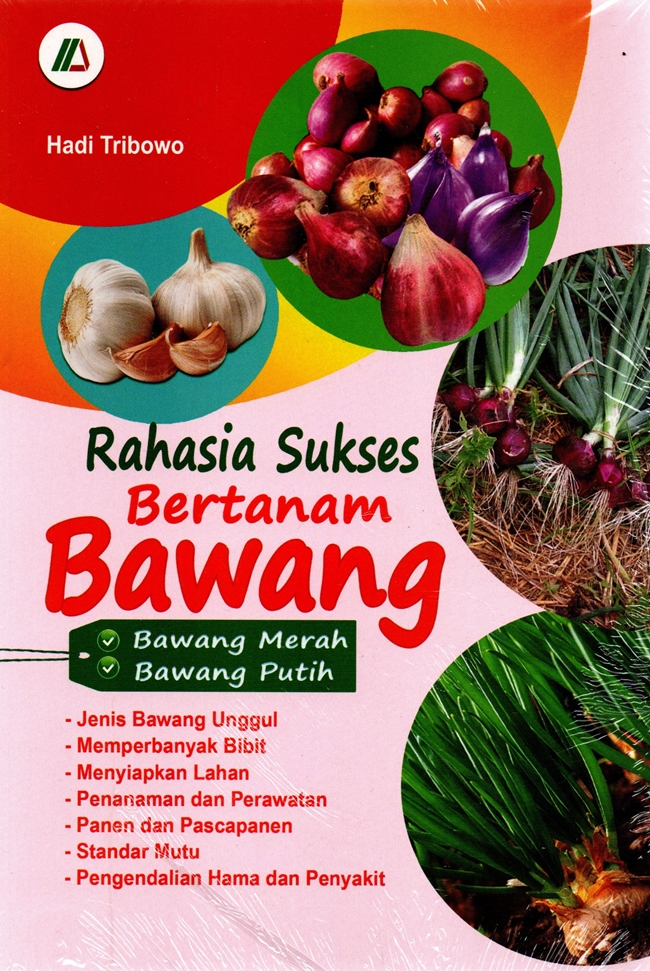 Hadi Tribowo
Rahasia Sukses
Bertanam
Bawang
Bawang Merah
Bawang Putih
- Jenis Bawang Unggul
- Memperbanyak Bibit
- Menyiapkan Lahan
- Penanaman dan Perawatan
- Panen dan Pascapanen
- Standar Mutu
- Pengendalian Hama dan Penyakit